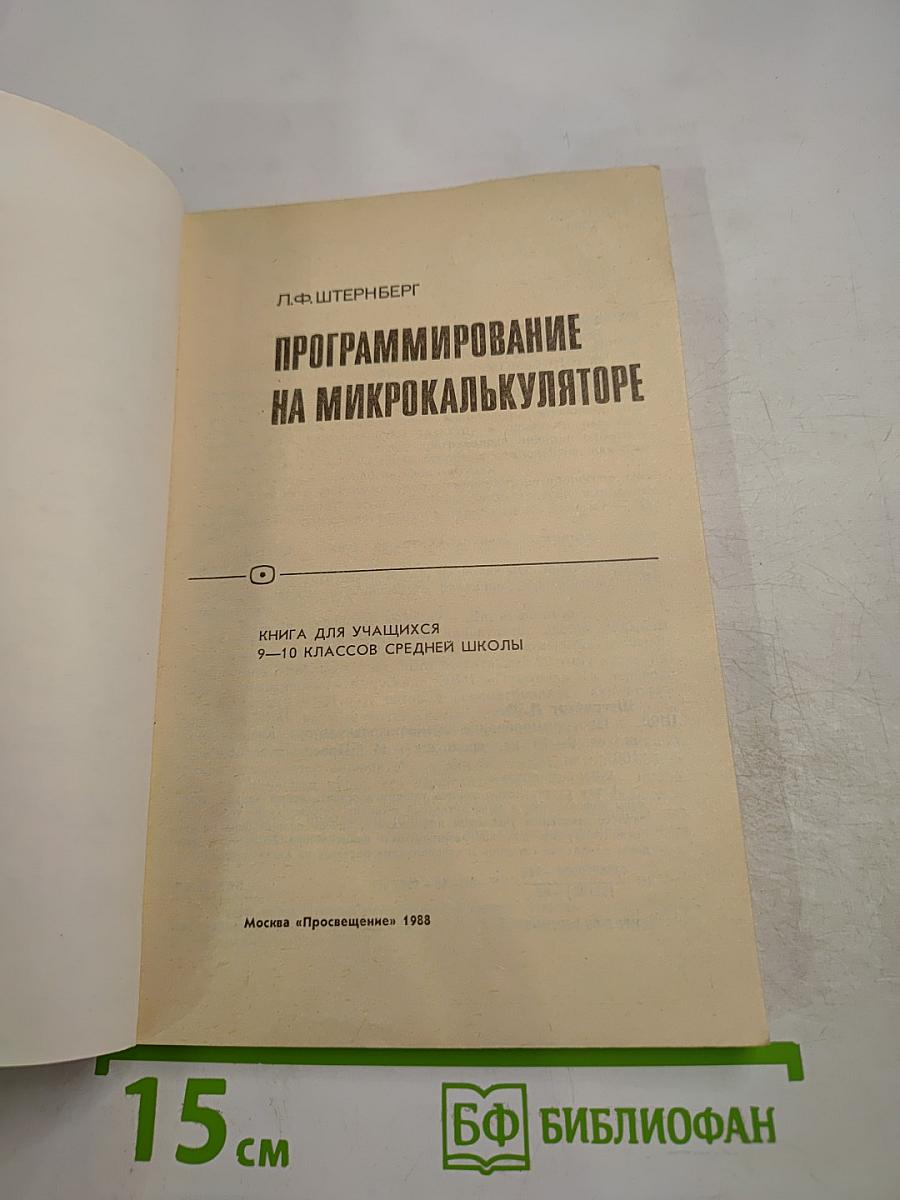 Л.Ф. ШТЕРНБЕРГ
ПРОГРАММИРОВАНИЕ
НА МИКРОКАЛЬКУЛЯТОРЕ
КНИГА ДЛЯ УЧАЩИХСЯ
9—10 КЛАССОВ СРЕДНЕЙ ШКОЛЫ
Москва «Просвещение» 1988
15 см
БФ БИБЛИОФАН